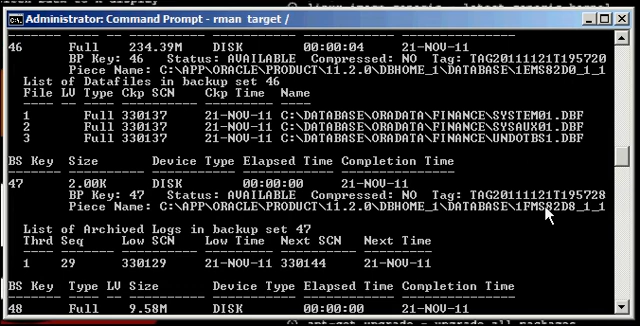 Administrator: Command Prompt - rman target /
46 Full 234.39M DISK 00:00:04 21-NOV-11
BP Key: 46 Status: AVAILABLE Compressed: NO Tag: TAG20111121T195720
Piece Name: C:\APP\ORACLE\PRODUCT\11.2.0\DBHOME_1\DATABASE\1EMS82D0_1_1
List of Datafiles in backup set 46
File LV Type Ckp SCN Ckp Time Name
---- -- ---- ---------- --------- ----
1 Full 330137 21-NOV-11 C:\DATABASE\ORADATA\FINANCE\SYSTEM01.DBF
2 Full 330137 21-NOV-11 C:\DATABASE\ORADATA\FINANCE\SYSAUX01.DBF
3 Full 330137 21-NOV-11 C:\DATABASE\ORADATA\FINANCE\UNDOTBS1.DBF
BS Key Size Device Type Elapsed Time Completion Time
------- ---------- ----------- ------------ ---------------
47 2.00K DISK 00:00:00 21-NOV-11
BP Key: 47 Status: AVAILABLE Compressed: NO Tag: TAG20111121T195728
Piece Name: C:\APP\ORACLE\PRODUCT\11.2.0\DBHOME_1\DATABASE\1FMS82D8_1_1
List of Archived Logs in backup set 47
Thrd Seq Low SCN Low Time Next SCN Next Time
---- ------- ---------- --------- ---------- ---------
1 29 330129 21-NOV-11 330144 21-NOV-11
BS Key Type LV Size Device Type Elapsed Time Completion Time
------- ---- -- ---------- ----------- ------------ ---------------
48 Full 9.58M DISK 00:00:00 21-NOV-11